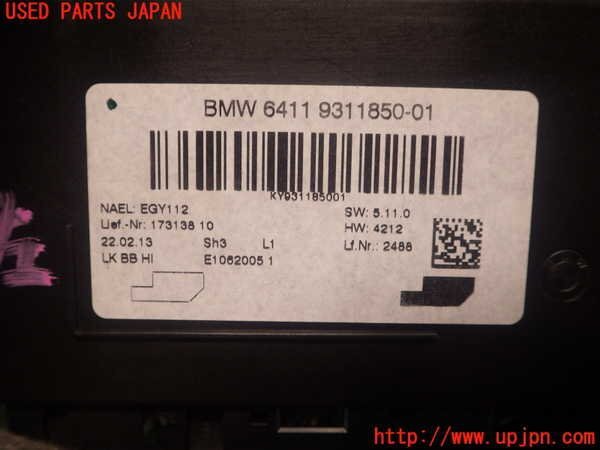 USED PARTS JAPAN
BMW 6411 9311850-01
KY931185001
NAEL: EGY112
SW: 5.11.0
Lief.-Nr: 173138 10
HW: 4212
22.02.13 Sh3 L1
Lf.Nr.: 2488
LK BB HI E1062005 1
http://www.upjpn.com/